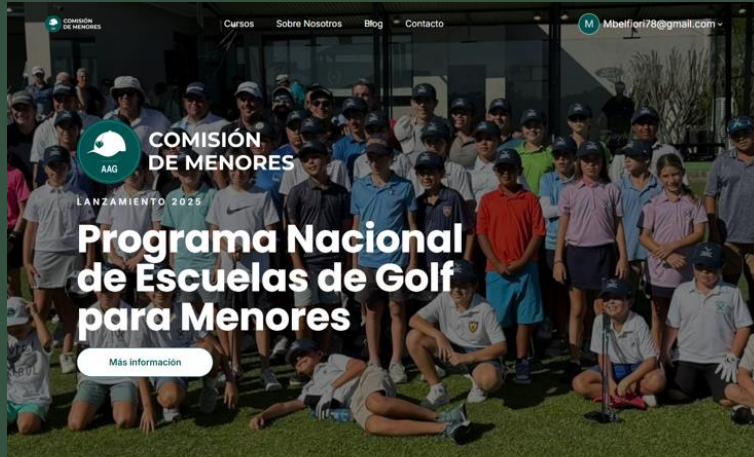 COMISIÓN
DE MENORES
Cursos Sobre Nosotros Blog Contacto
M Mbelfiori78@gmail.com
AAG
COMISIÓN
DE MENORES
LANZAMIENTO 2025
Programa Nacional
de Escuelas de Golf
para Menores
Más información